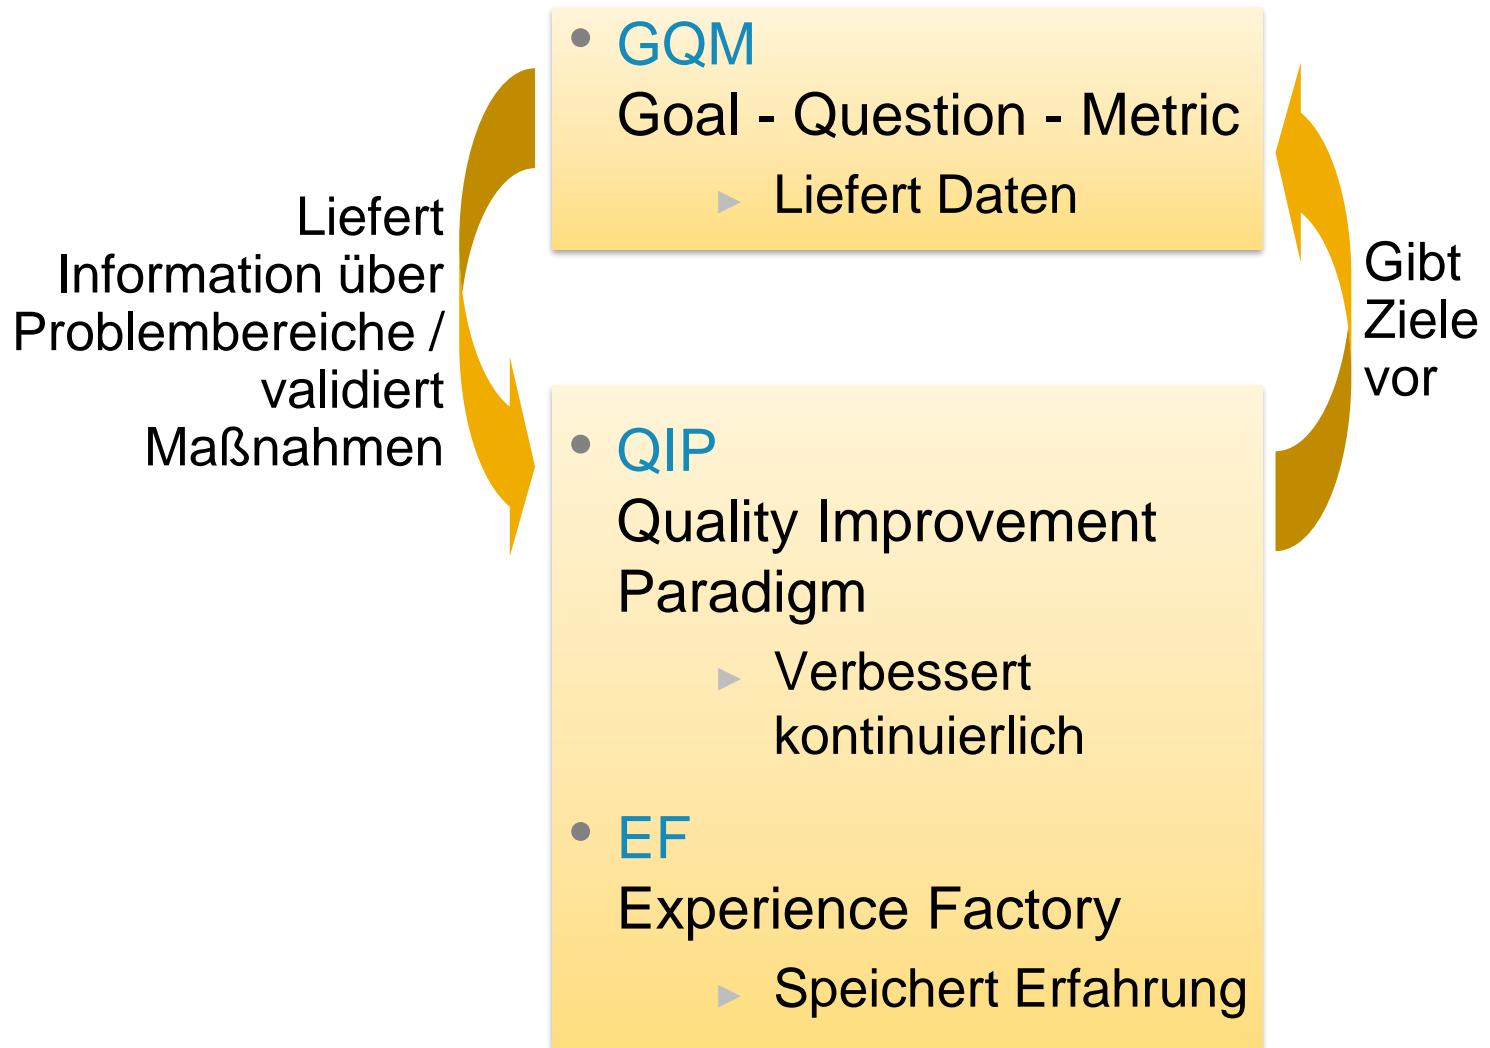 GQM
Goal - Question - Metric
Liefert Daten
Liefert
Information über
Problembereiche /
validiert
Maßnahmen
Gibt
Ziele
vor
QIP
Quality Improvement
Paradigm
Verbessert
kontinuierlich
EF
Experience Factory
Speichert Erfahrung